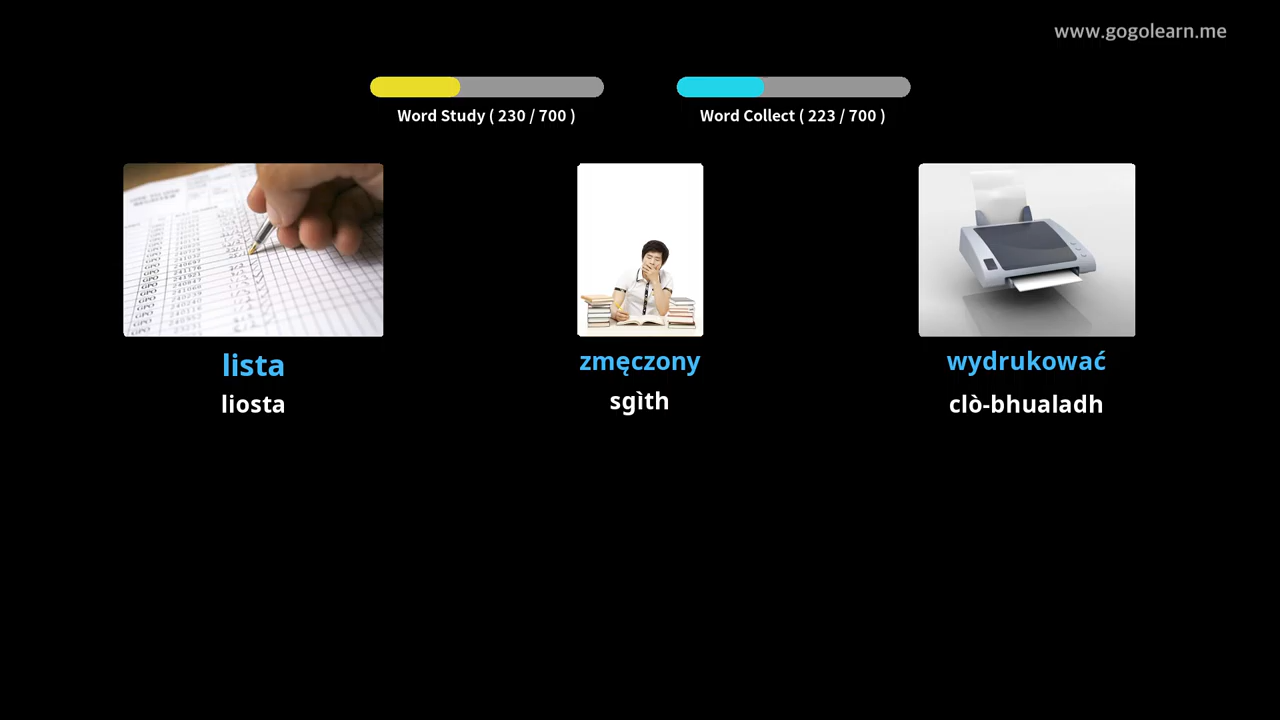 www.gogolearn.me
Word Study ( 230 / 700 )
Word Collect ( 223 / 700 )
lista
liosta
zmęczony
sgìth
wydrukować
clò-bhualadh